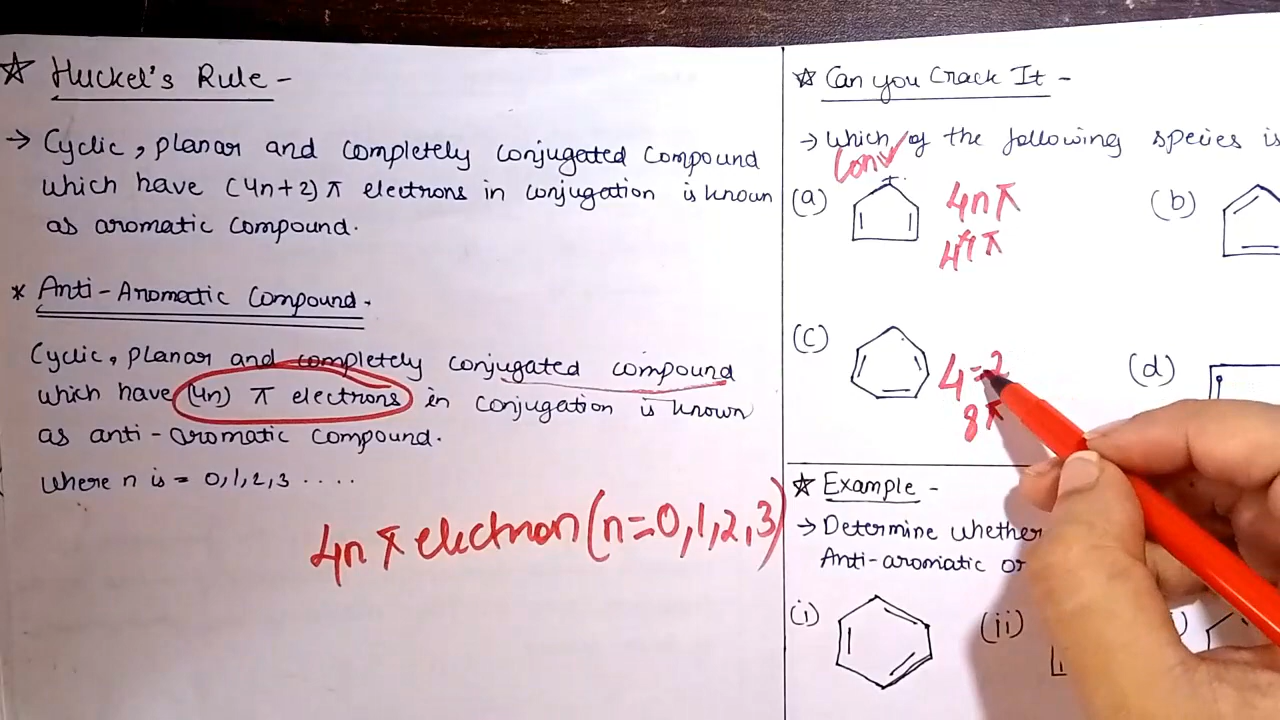 ☆ Huckel's Rule -
→ Cyclic, planar and completely conjugated compound
which have (4n+2) π electrons in conjugation is known
as aromatic compound.
* Anti-Aromatic Compound.
Cyclic, planar and completely conjugated compound
which have (4n) π electrons in conjugation is known
as anti-aromatic compound.
where n is = 0,1,2,3 ....
4n π electron (n=0,1,2,3)
☆ Can you Crack It -
→ Which of the following species is
(a)
+
4nπ
(b)
(c)
8π
(d)
☆ Example -
→ Determine whether
Anti-aromatic or
(i)
(ii)